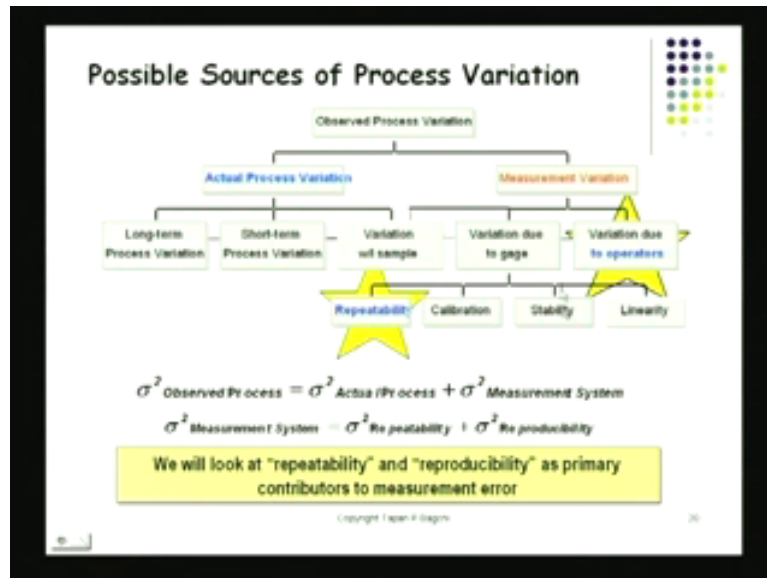 Possible Sources of Process Variation
Observed Process Variation
Actual Process Variation
Measurement Variation
Long-term
Process Variation
Short-term
Process Variation
Variation
w/I sample
Variation due
to gage
Variation due
to operators
Repeatability
Calibration
Stability
Linearity
σ² Observed Process = σ² Actual Process + σ² Measurement System
σ² Measurement System = σ² Repeatability + σ² Reproducibility
We will look at “repeatability” and “reproducibility” as primary
contributors to measurement error
Copyright Tapan P Bagchi
20